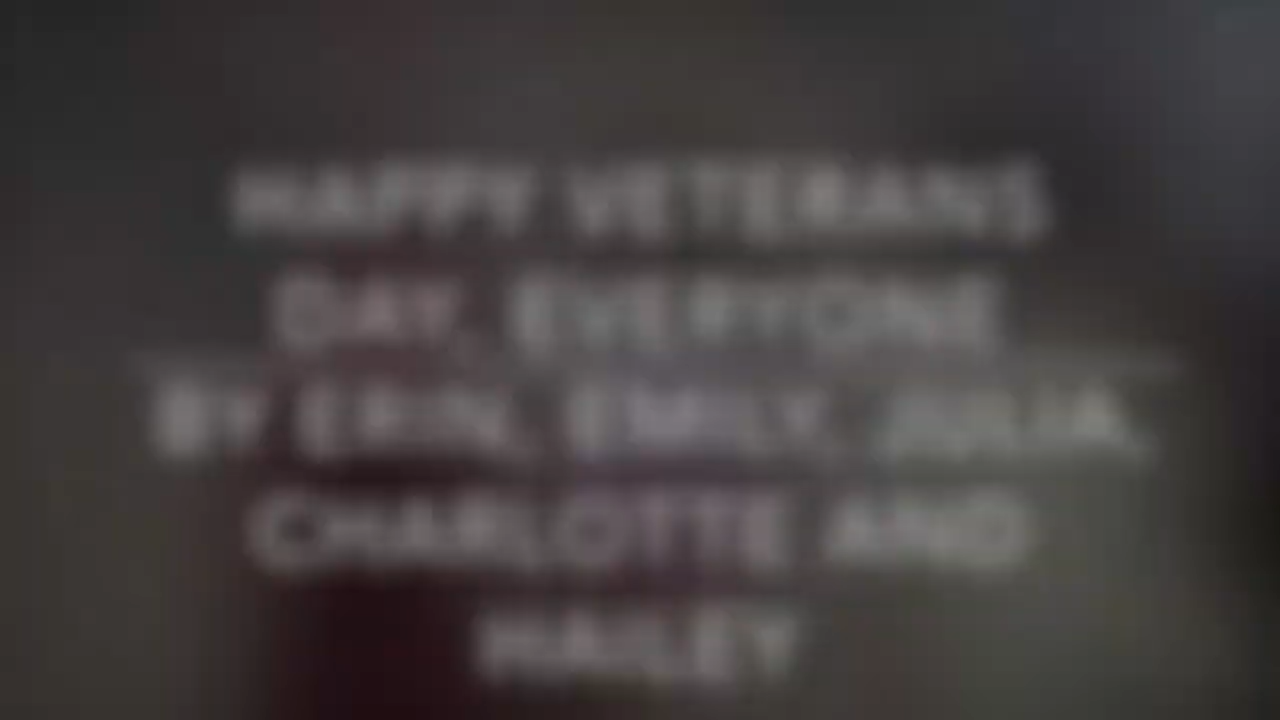 HAPPY VETERANS
DAY, EVERYONE
BY ERIN, EMILY, JULIA,
CHARLOTTE AND
HAILEY